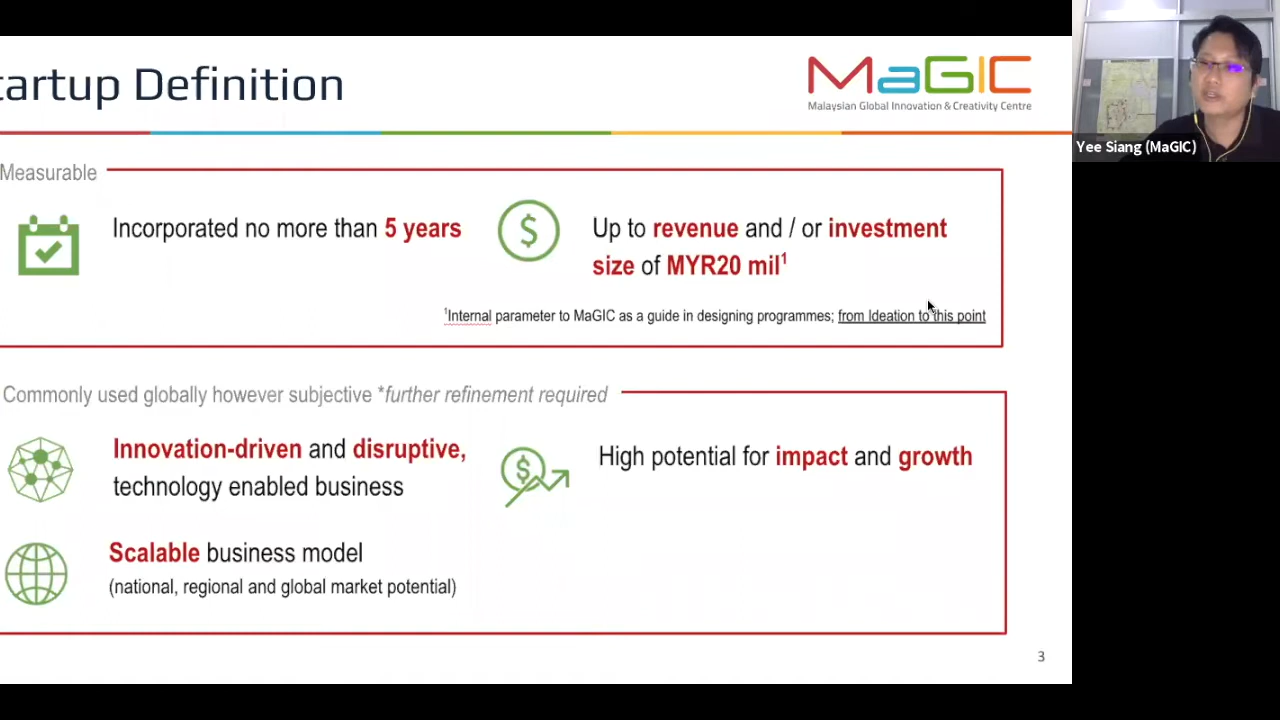 tartup Definition
MaGIC
Malaysian Global Innovation & Creativity Centre
Yee Siang (MaGIC)
Measurable
Incorporated no more than 5 years
$
Up to revenue and / or investment
size of MYR20 mil1
1Internal parameter to MaGIC as a guide in designing programmes; from Ideation to this point
Commonly used globally however subjective *further refinement required
Innovation-driven and disruptive,
technology enabled business
$
High potential for impact and growth
Scalable business model
(national, regional and global market potential)
3